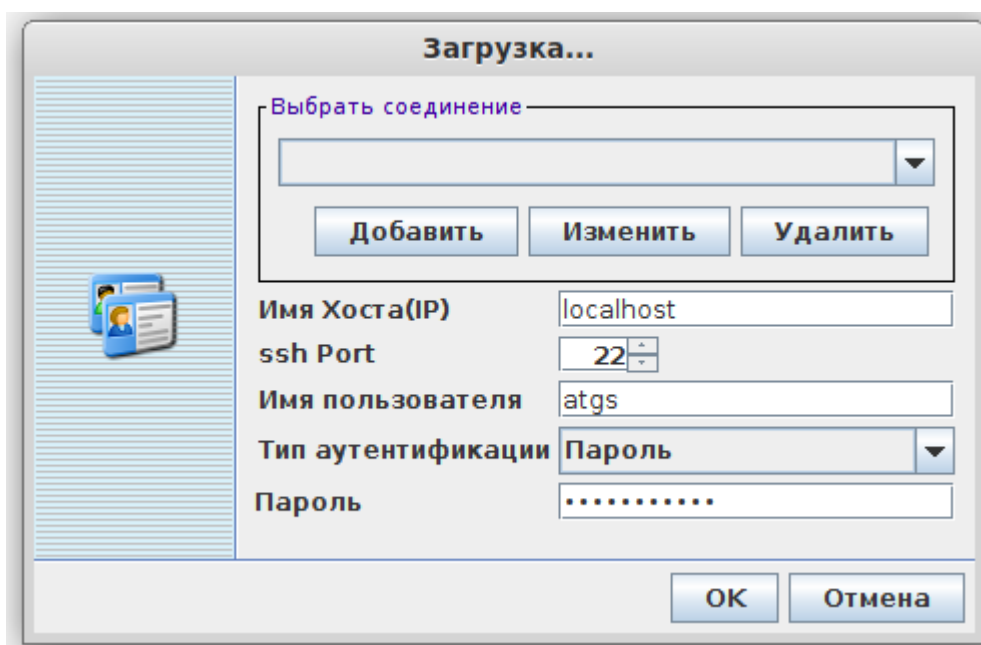 Загрузка...
Выбрать соединение
Добавить Изменить Удалить
Имя Хоста(IP) localhost
ssh Port 22
Имя пользователя atgs
Тип аутентификации Пароль
Пароль •••••••••••
OK Отмена